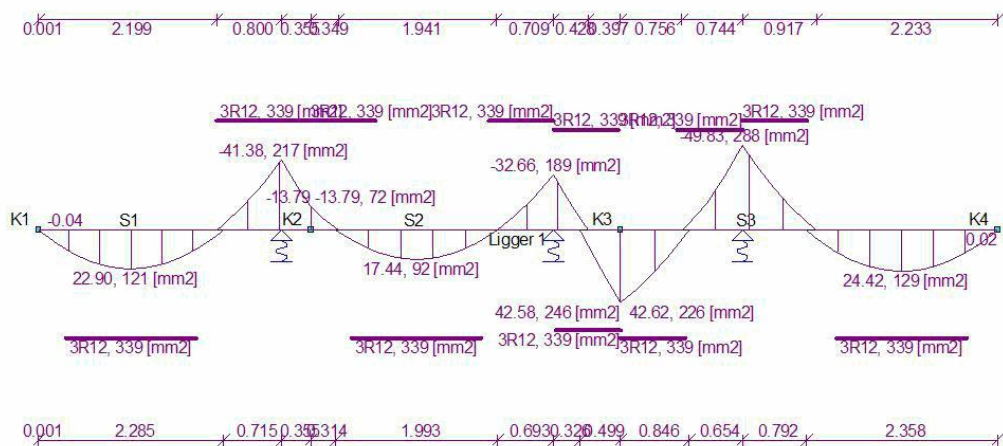 0.001 2.199 0.800 0.355 0.349 1.941 0.709 0.428 0.397 0.756 0.744 0.917 2.233
3R12, 339 [mm2] 3R12, 339 [mm2] 3R12, 339 [mm2] 3R12, 339 [mm2]
3R12, 339 [mm2] 3R12, 339 [mm2]
-41.38, 217 [mm2] -32.66, 189 [mm2] -49.83, 288 [mm2]
-13.79 -13.79, 72 [mm2]
K1 -0.04 S1 K2 S2 Ligger 1 K3 S3 K4
0.02
22.90, 121 [mm2] 17.44, 92 [mm2] 24.42, 129 [mm2]
42.58, 246 [mm2] 42.62, 226 [mm2]
3R12, 339 [mm2] 3R12, 339 [mm2] 3R12, 339 [mm2] 3R12, 339 [mm2] 3R12, 339 [mm2]
0.001 2.285 0.715 0.355 0.314 1.993 0.693 0.326 0.499 0.846 0.654 0.792 2.358